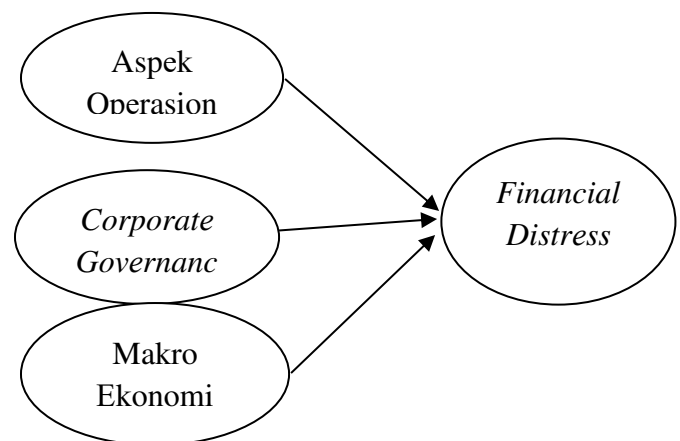 Aspek
Operasion
Corporate
Governanc
Makro
Ekonomi
Financial
Distress